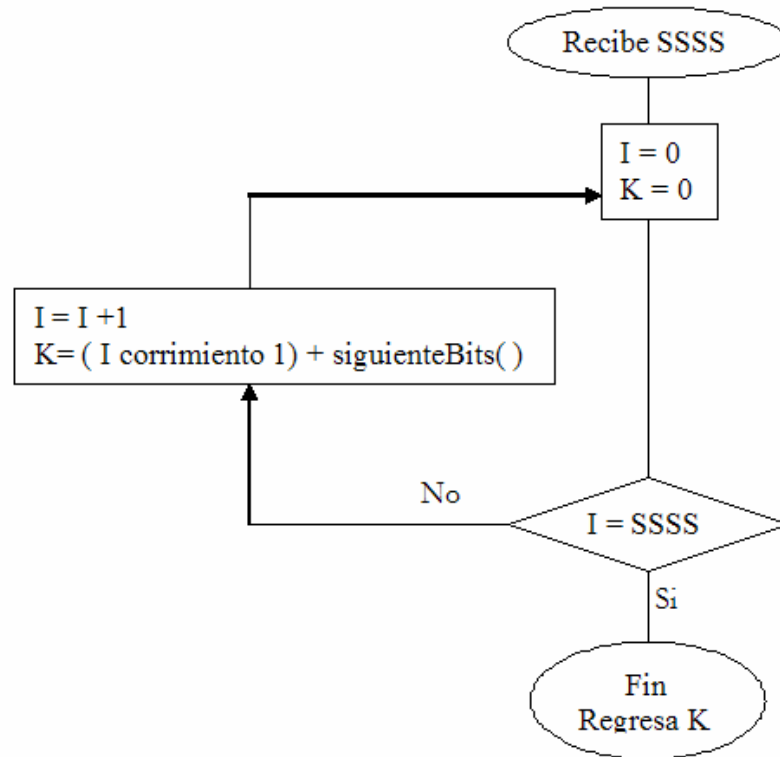 Recibe SSSS
I = 0
K = 0
I = I +1
K= ( I corrimiento 1) + siguienteBits( )
No
I = SSSS
Si
Fin
Regresa K